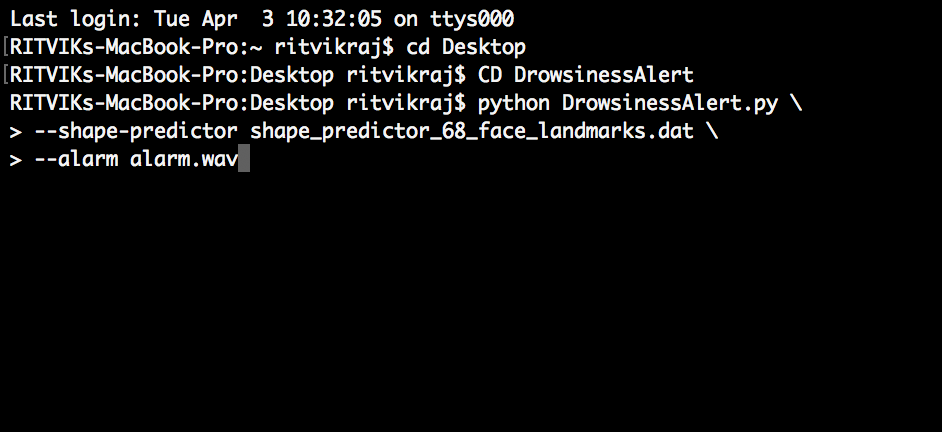 Last login: Tue Apr  3 10:32:05 on ttys000
[RITVIKs-MacBook-Pro:~ ritvikraj$ cd Desktop
[RITVIKs-MacBook-Pro:Desktop ritvikraj$ CD DrowsinessAlert
RITVIKs-MacBook-Pro:Desktop ritvikraj$ python DrowsinessAlert.py \
> --shape-predictor shape_predictor_68_face_landmarks.dat \
> --alarm alarm.wav